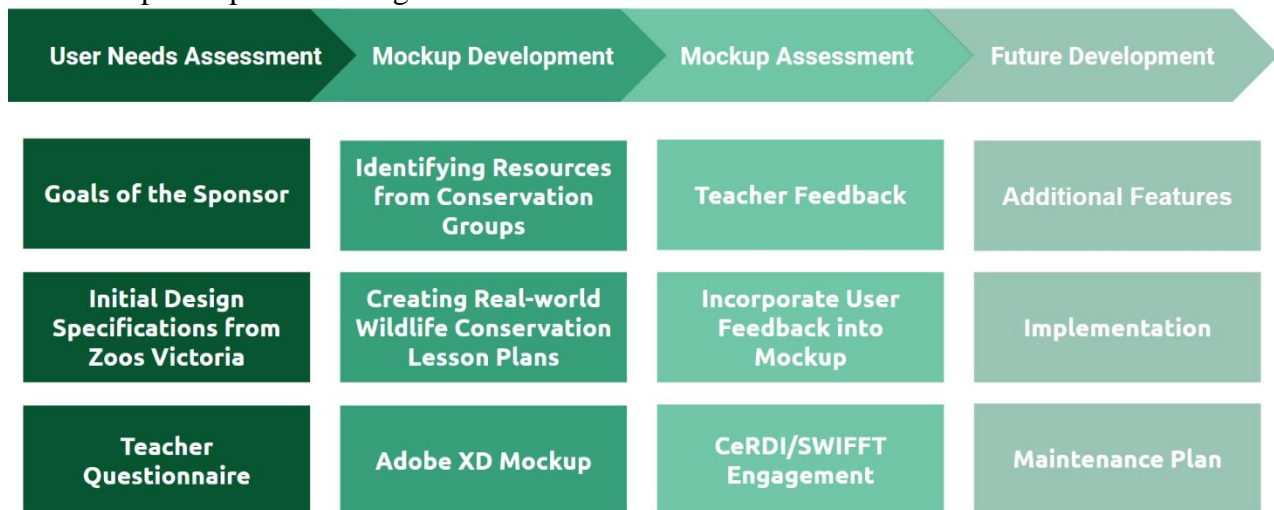 User Needs Assessment
Mockup Development
Mockup Assessment
Future Development
Goals of the Sponsor
Identifying Resources
from Conservation
Groups
Teacher Feedback
Additional Features
Initial Design
Specifications from
Zoos Victoria
Creating Real-world
Wildlife Conservation
Lesson Plans
Incorporate User
Feedback into
Mockup
Implementation
Teacher
Questionnaire
Adobe XD Mockup
CeRDI/SWIFFT
Engagement
Maintenance Plan